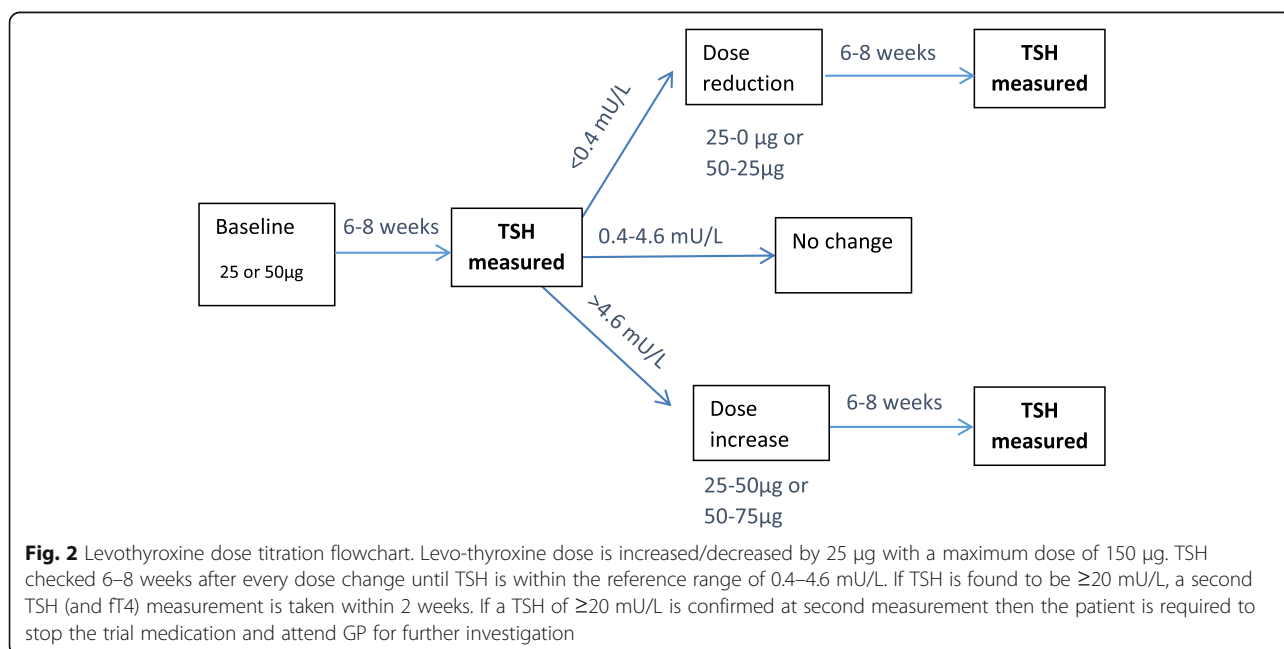 Dose
reduction
6-8 weeks
TSH
measured
<0.4 mU/L
25-0 µg or
50-25µg
Baseline
25 or 50µg
6-8 weeks
TSH
measured
0.4-4.6 mU/L
No change
>4.6 mU/L
Dose
increase
6-8 weeks
TSH
measured
25-50µg or
50-75µg
Fig. 2 Levothyroxine dose titration flowchart. Levo-thyroxine dose is increased/decreased by 25 µg with a maximum dose of 150 µg. TSH
checked 6–8 weeks after every dose change until TSH is within the reference range of 0.4–4.6 mU/L. If TSH is found to be ≥20 mU/L, a second
TSH (and fT4) measurement is taken within 2 weeks. If a TSH of ≥20 mU/L is confirmed at second measurement then the patient is required to
stop the trial medication and attend GP for further investigation